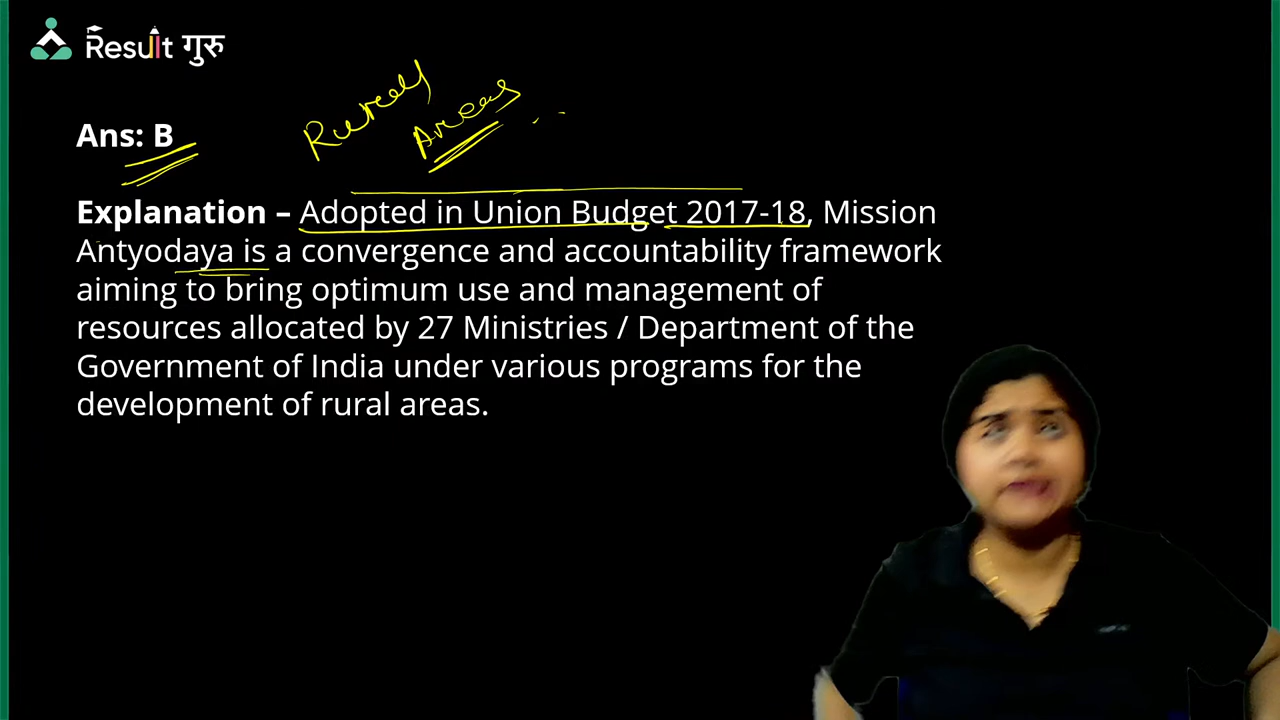 Result गुरु
Rural
Areas
Ans: B
Explanation – Adopted in Union Budget 2017-18, Mission
Antyodaya is a convergence and accountability framework
aiming to bring optimum use and management of
resources allocated by 27 Ministries / Department of the
Government of India under various programs for the
development of rural areas.